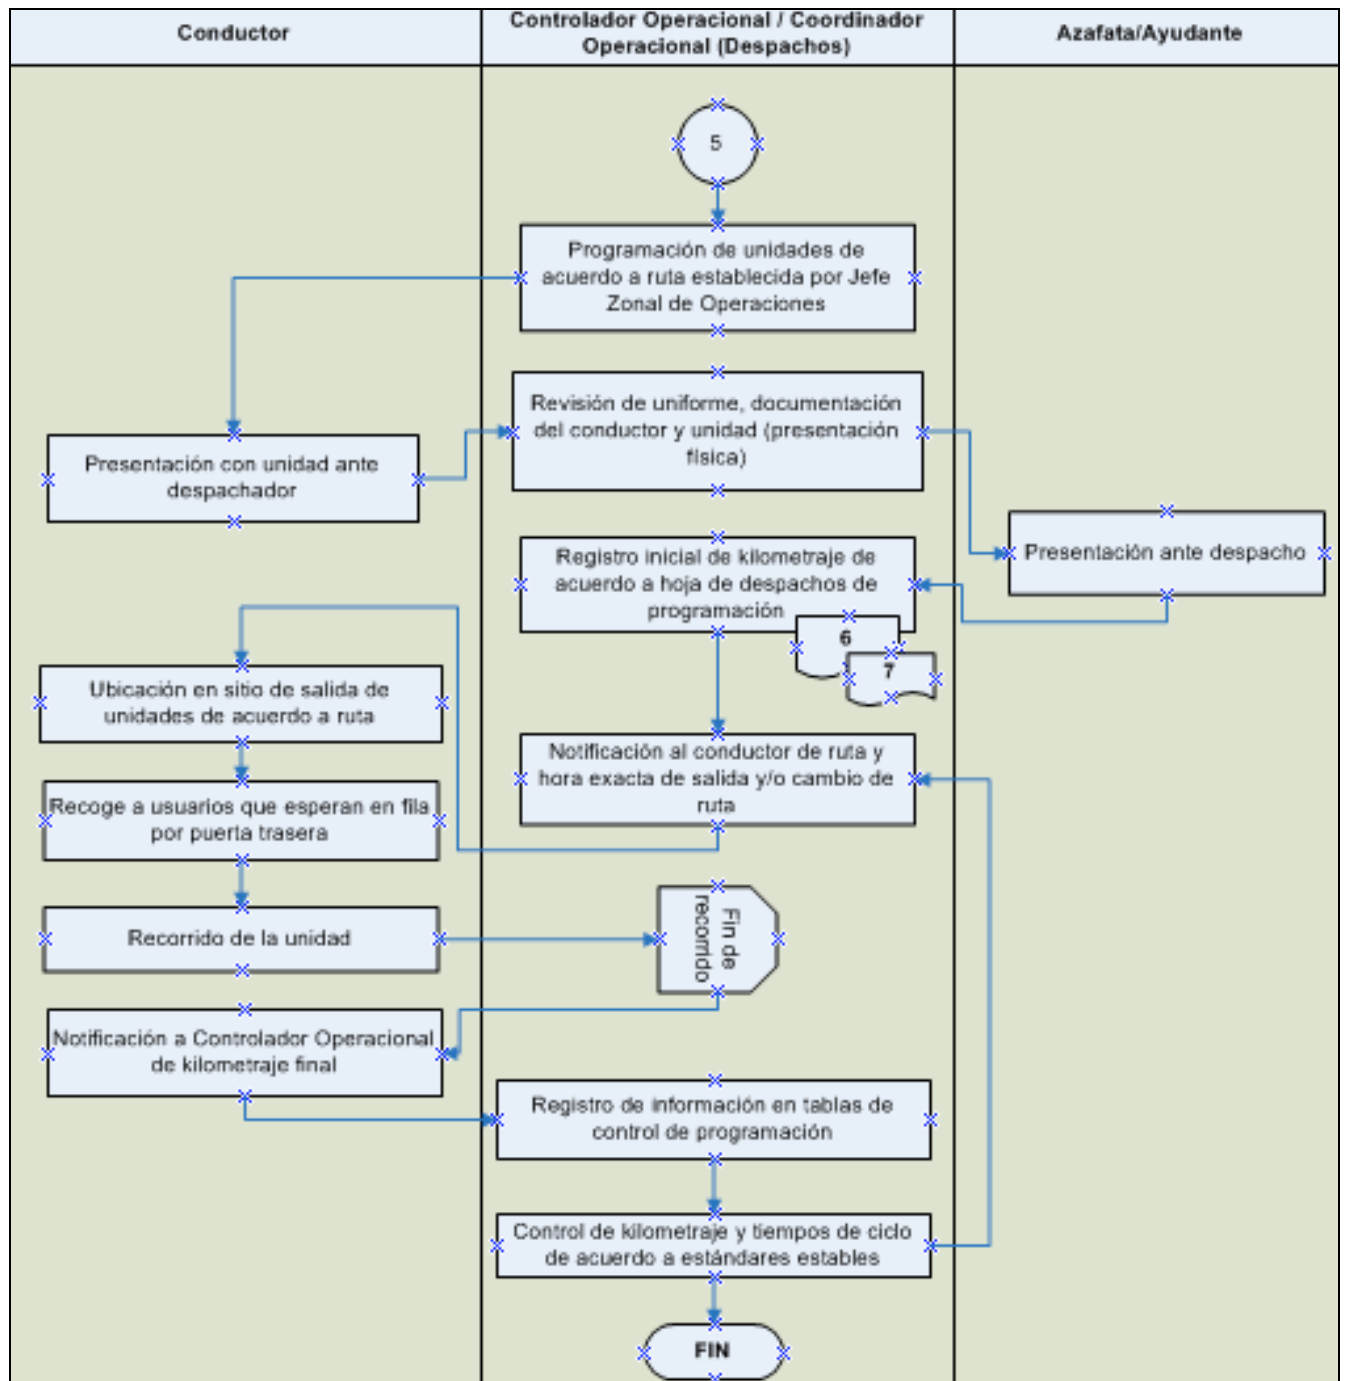 Conductor
Controlador Operacional / Coordinador
Operacional (Despachos)
Azafata/Ayudante
5
Programación de unidades de
acuerdo a ruta establecida por Jefe
Zonal de Operaciones
Revisión de uniforme, documentación
del conductor y unidad (presentación
física)
Presentación con unidad ante
despachador
Presentación ante despacho
Registro inicial de kilometraje de
acuerdo a hoja de despachos de
programación
6
7
Ubicación en sitio de salida de
unidades de acuerdo a ruta
Notificación al conductor de ruta y
hora exacta de salida y/o cambio de
ruta
Recoge a usuarios que esperan en fila
por puerta trasera
Recorrido de la unidad
Fin de
recorrido
Notificación a Controlador Operacional
de kilometraje final
Registro de información en tablas de
control de programación
Control de kilometraje y tiempos de ciclo
de acuerdo a estándares estables
FIN